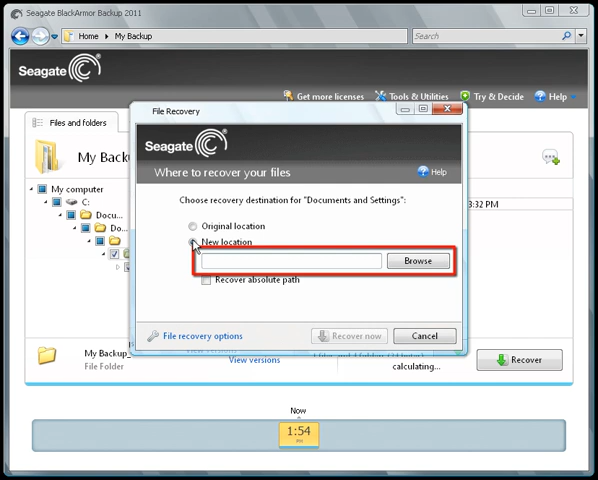 Seagate BlackArmor Backup 2011
Home
My Backup
Search
Seagate
Get more licenses
Tools & Utilities
Try & Decide
Help
Files and folders
My Backu
3:32 PM
My computer
C:
Docu...
Do...
File Recovery
Seagate
Where to recover your files
Help
Choose recovery destination for "Documents and Settings":
Original location
New location
Browse
Recover absolute path
File recovery options
Recover now
Cancel
My Backup_
File Folder
View versions
calculating...
Recover
Now
1:54
PM